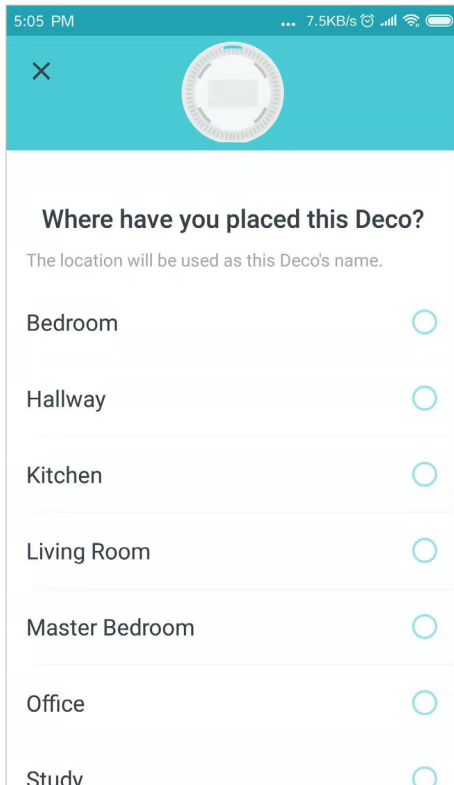 5:05 PM ... 7.5KB/s
Where have you placed this Deco?
The location will be used as this Deco's name.
Bedroom
Hallway
Kitchen
Living Room
Master Bedroom
Office
Study